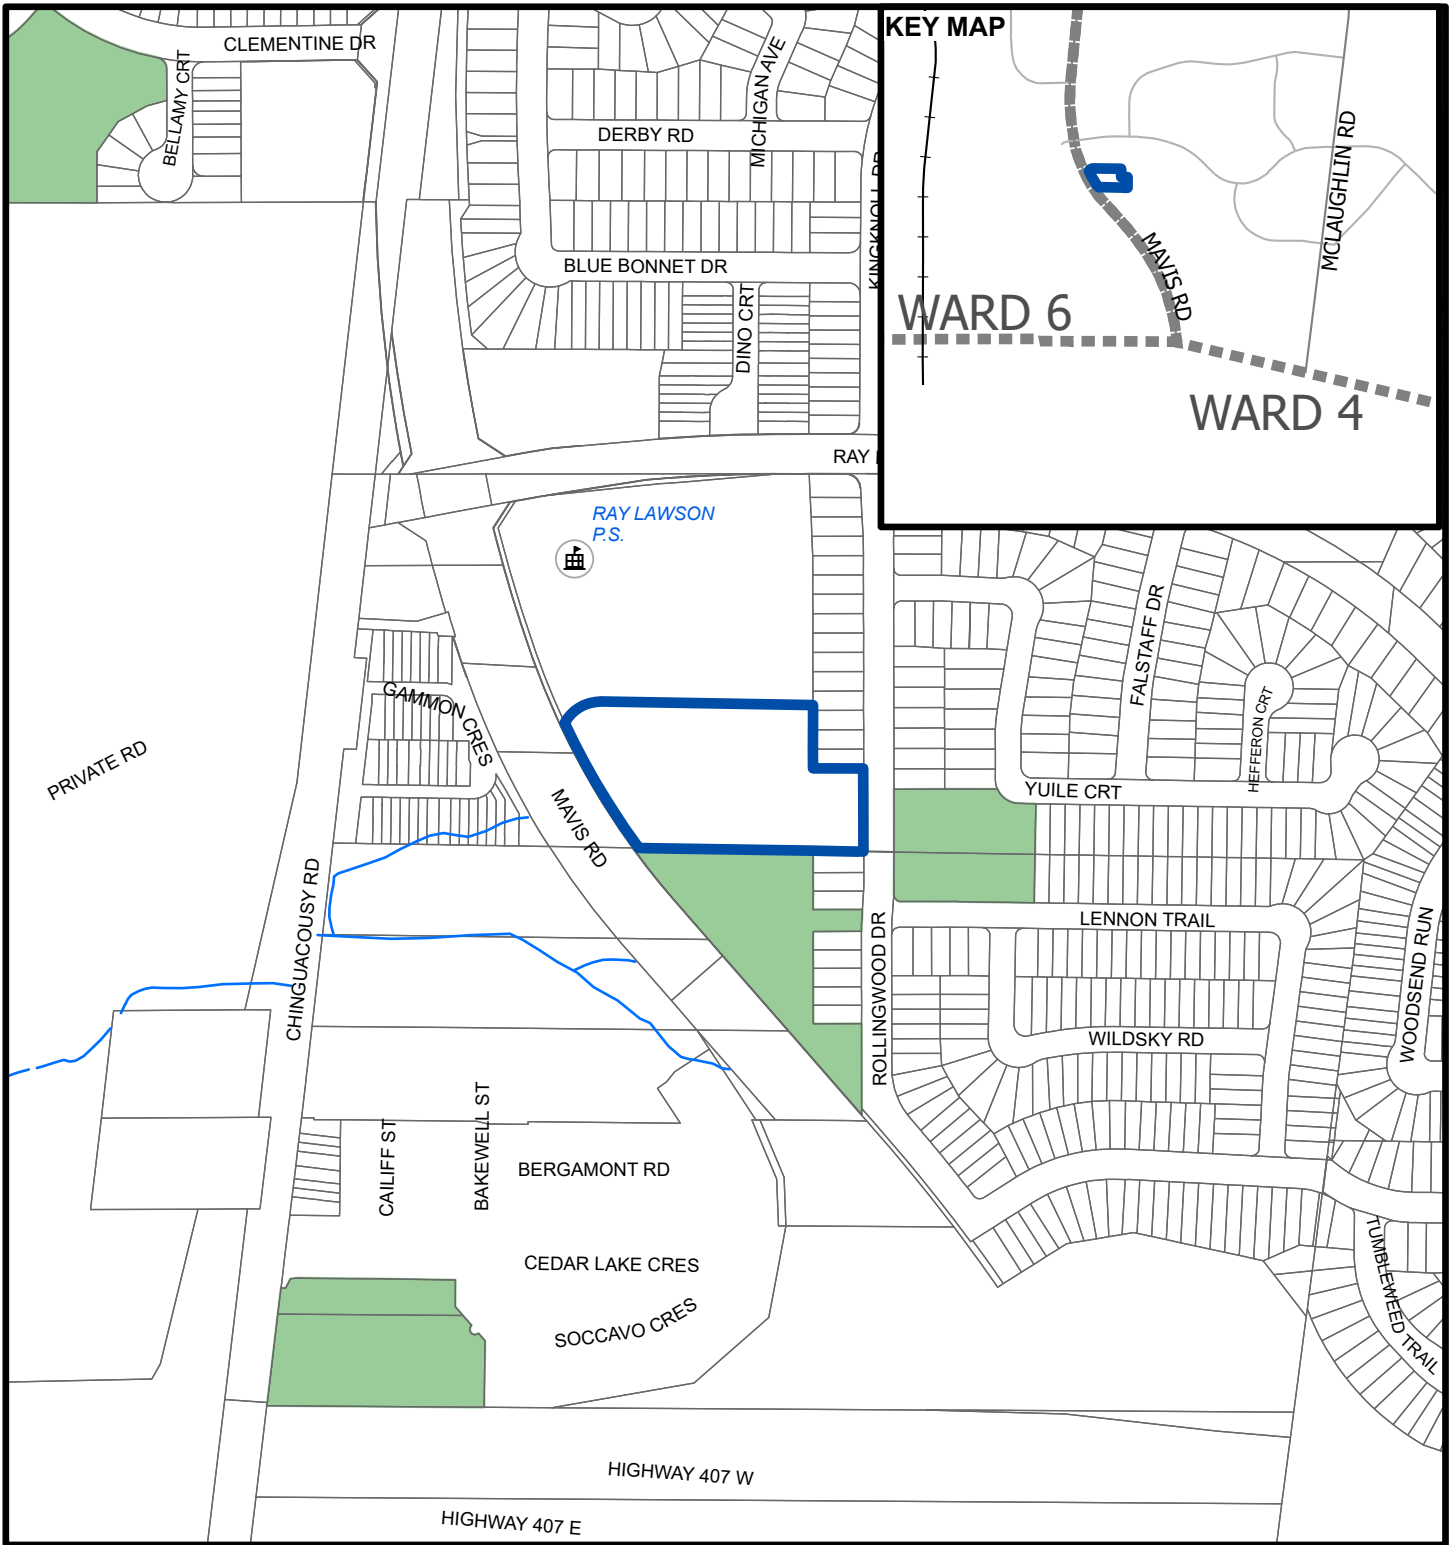 KEY MAP
CLEMENTINE DR
BELLAMY CRT
MICHIGAN AVE
DERBY RD
MCLAUGHLIN RD
KINGKNOLL DR
BLUE BONNET DR
MAVIS RD
DINO CRT
WARD 6
WARD 4
RAY
RAY LAWSON
P.S.
FALSTAFF DR
GAMMON CRES
HEFFERON CRT
PRIVATE RD
YUILE CRT
MAVIS RD
CHINGUACOUSY RD
LENNON TRAIL
ROLLINGWOOD DR
WOODSEND RUN
WILDSKY RD
CAILIFF ST
BAKEWELL ST
BERGAMONT RD
CEDAR LAKE CRES
SOCCAVO CRES
TUMBLEWEED TRAIL
HIGHWAY 407 W
HIGHWAY 407 E